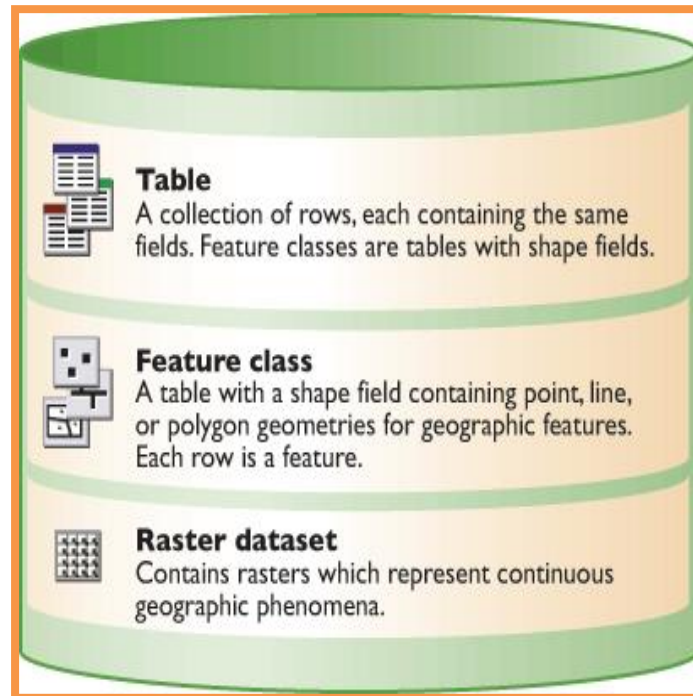 Table
A collection of rows, each containing the same
fields. Feature classes are tables with shape fields.
Feature class
A table with a shape field containing point, line,
or polygon geometries for geographic features.
Each row is a feature.
Raster dataset
Contains rasters which represent continuous
geographic phenomena.